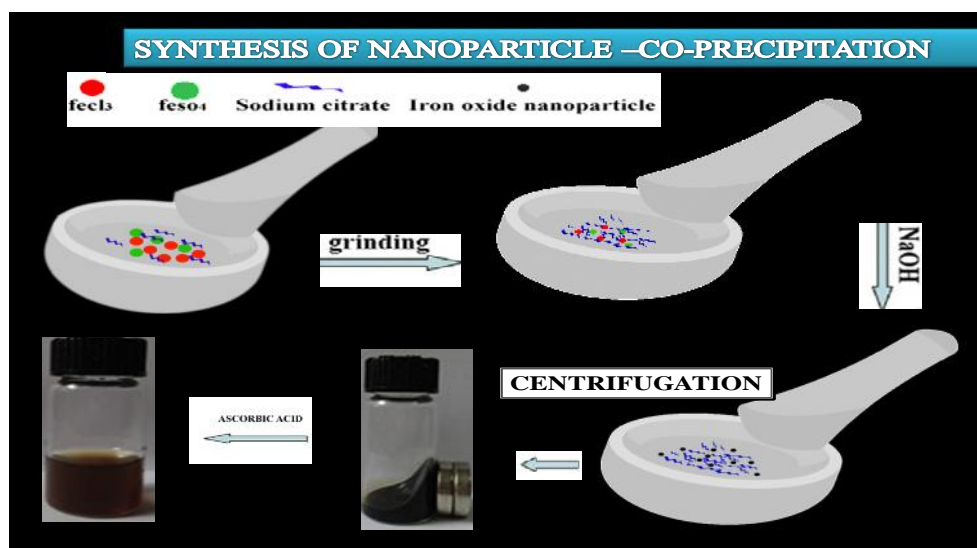 SYNTHESIS OF NANOPARTICLE –CO-PRECIPITATION
fecl3 feso4 Sodium citrate Iron oxide nanoparticle
grinding
NaOH
CENTRIFUGATION
ASCORBIC ACID